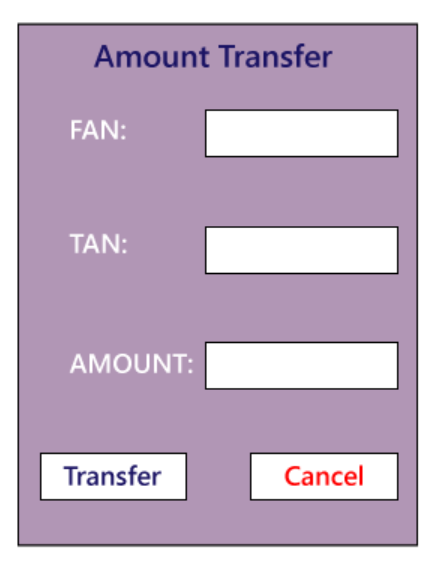 Amount Transfer
FAN:
TAN:
AMOUNT:
Transfer Cancel